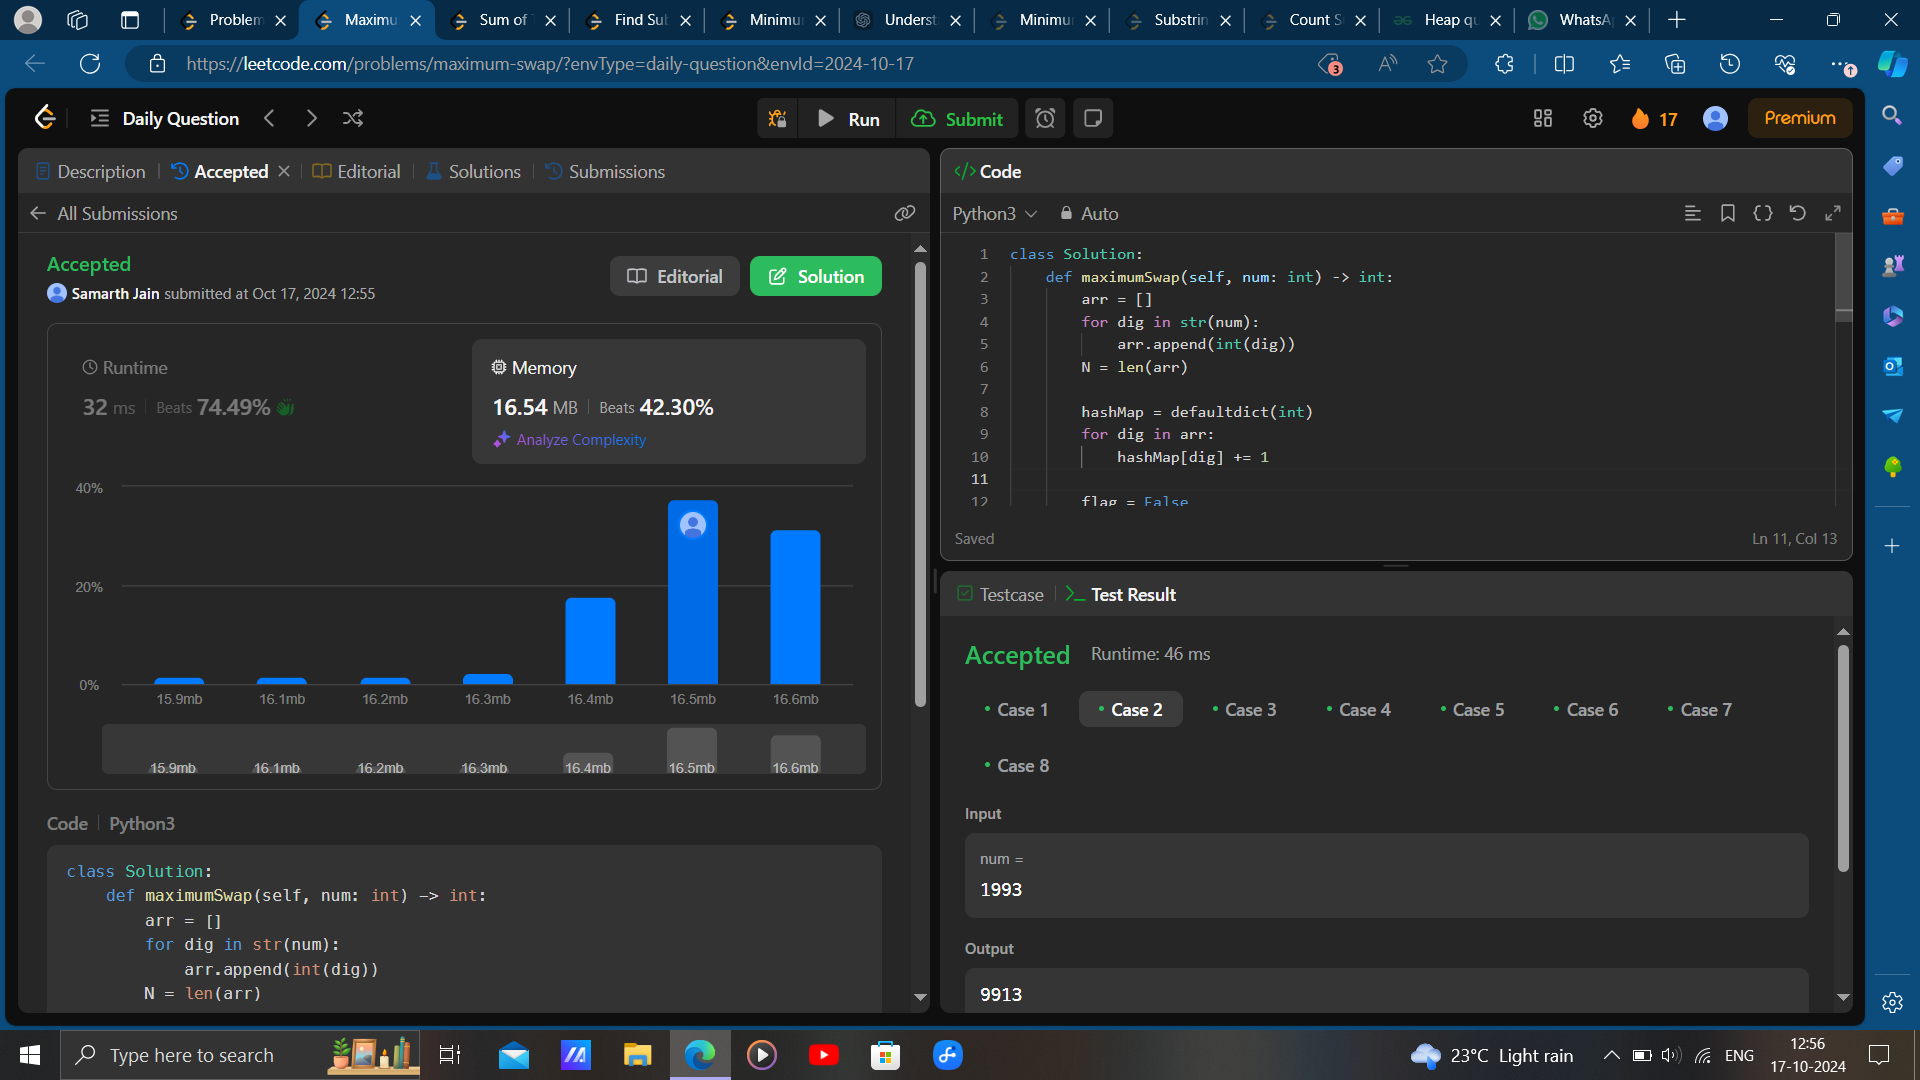 Problem
Maximu
Sum of
Find Sub
Minimu
Underst
Minimu
Substrin
Count S
Heap qu
WhatsA
https://leetcode.com/problems/maximum-swap/?envType=daily-question&envId=2024-10-17
3
Daily Question
Run
Submit
17
Premium
Description
Accepted
Editorial
Solutions
Submissions
All Submissions
Accepted
Samarth Jain submitted at Oct 17, 2024 12:55
Editorial
Solution
Runtime
32 ms
Beats 74.49%
Memory
16.54 MB
Beats 42.30%
Analyze Complexity
40%
20%
0%
15.9mb 16.1mb 16.2mb 16.3mb 16.4mb 16.5mb 16.6mb
15.9mb 16.1mb 16.2mb 16.3mb 16.4mb 16.5mb 16.6mb
Code
Python3
class Solution:
def maximumSwap(self, num: int) -> int:
arr = []
for dig in str(num):
arr.append(int(dig))
N = len(arr)
</> Code
Python3
Auto
1 class Solution:
2 def maximumSwap(self, num: int) -> int:
3 arr = []
4 for dig in str(num):
5 arr.append(int(dig))
6 N = len(arr)
7
8 hashMap = defaultdict(int)
9 for dig in arr:
10 hashMap[dig] += 1
11
12 flag = False
Saved
Ln 11, Col 13
Testcase
Test Result
Accepted
Runtime: 46 ms
Case 1
Case 2
Case 3
Case 4
Case 5
Case 6
Case 7
Case 8
Input
num =
1993
Output
9913
Type here to search
23°C Light rain
ENG
12:56
17-10-2024